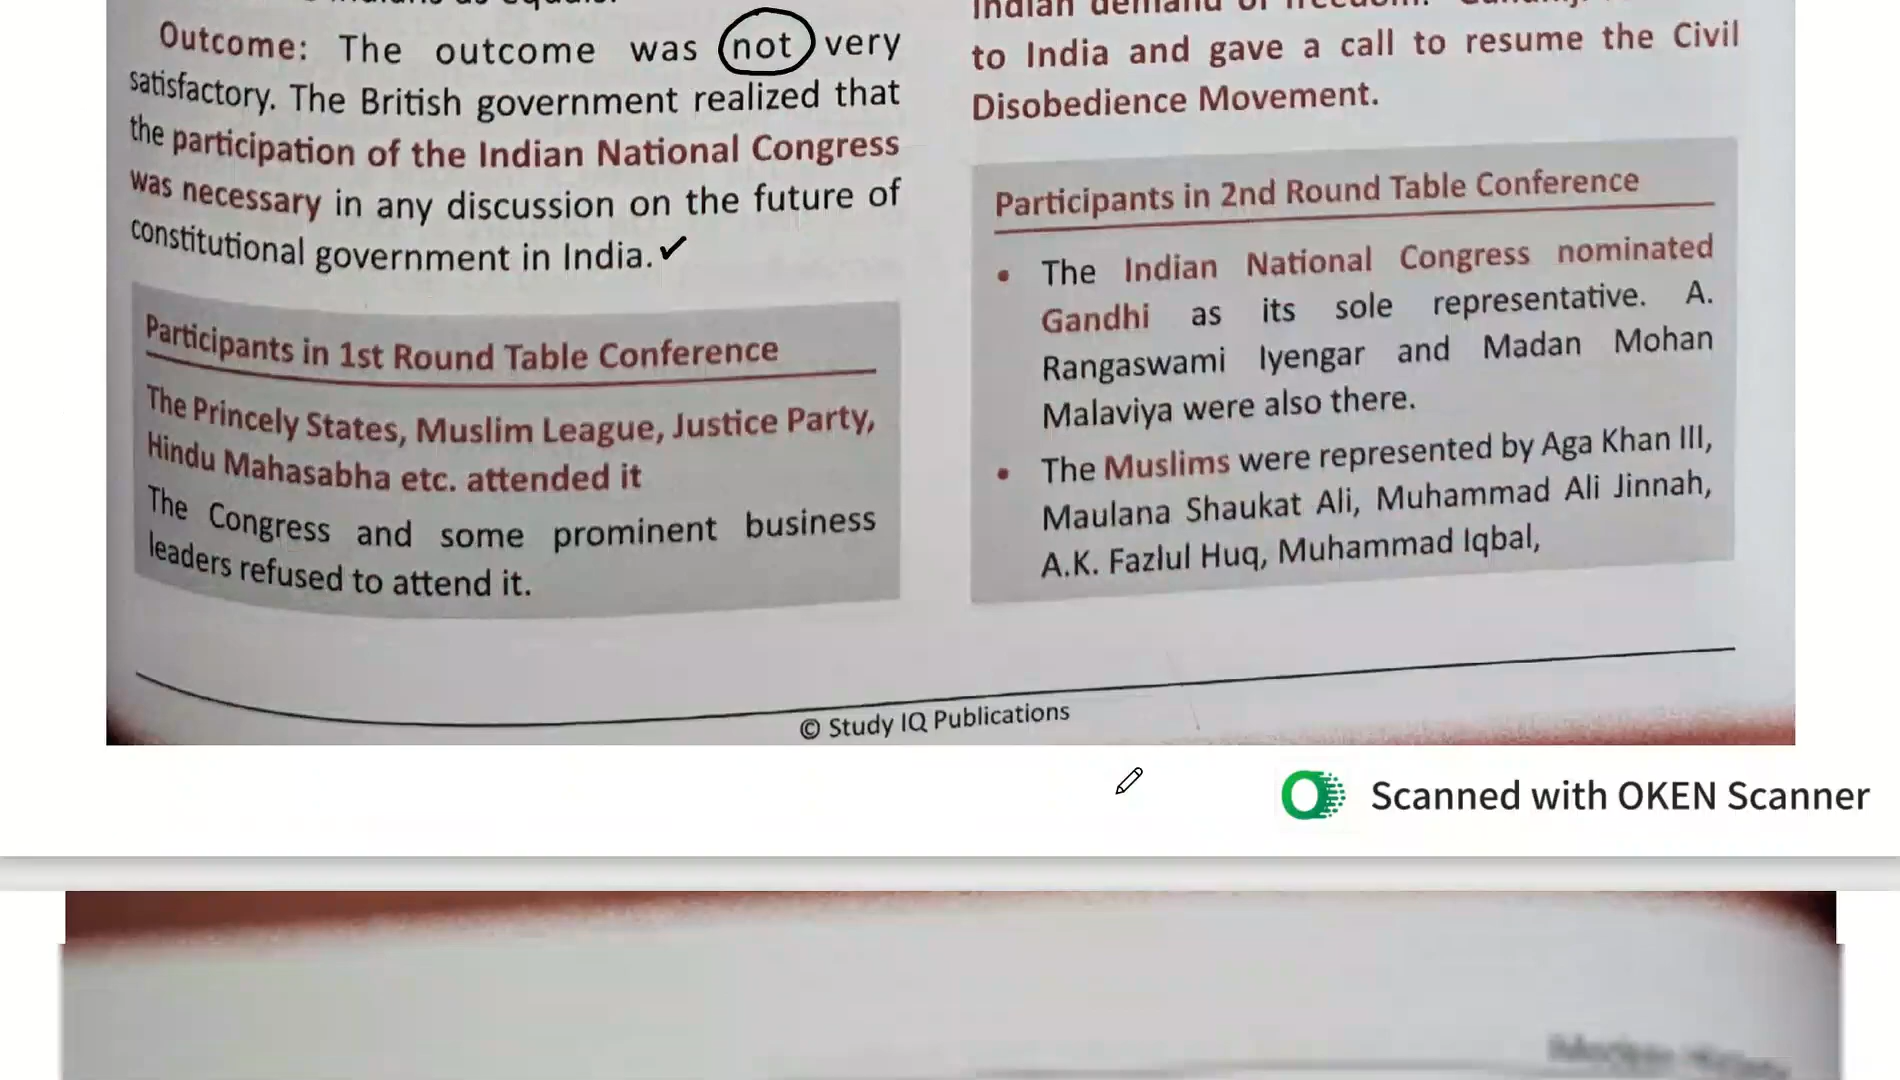 Outcome: The outcome was not very
satisfactory. The British government realized that
the participation of the Indian National Congress
was necessary in any discussion on the future of
constitutional government in India.
Participants in 1st Round Table Conference
The Princely States, Muslim League, Justice Party,
Hindu Mahasabha etc. attended it
The Congress and some prominent business
leaders refused to attend it.
to India and gave a call to resume the Civil
Disobedience Movement.
Participants in 2nd Round Table Conference
• The Indian National Congress nominated
Gandhi as its sole representative. A.
Rangaswami Iyengar and Madan Mohan
Malaviya were also there.
• The Muslims were represented by Aga Khan III,
Maulana Shaukat Ali, Muhammad Ali Jinnah,
A.K. Fazlul Huq, Muhammad Iqbal,
© Study IQ Publications
Scanned with OKEN Scanner